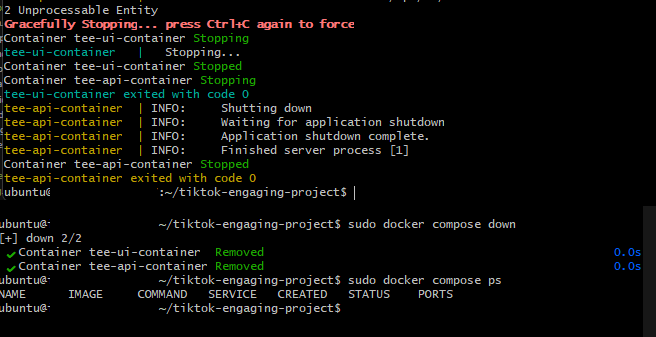 2 Unprocessable Entity
Gracefully Stopping... press Ctrl+C again to force
Container tee-ui-container Stopping
tee-ui-container   |   Stopping...
Container tee-ui-container Stopped
Container tee-api-container Stopping
tee-ui-container exited with code 0
tee-api-container  | INFO:     Shutting down
tee-api-container  | INFO:     Waiting for application shutdown
tee-api-container  | INFO:     Application shutdown complete.
tee-api-container  | INFO:     Finished server process [1]
Container tee-api-container Stopped
tee-api-container exited with code 0
ubuntu@ :~/tiktok-engaging-project$
ubuntu@ ~/tiktok-engaging-project$ sudo docker compose down
[+] down 2/2
✓Container tee-ui-container  Removed 0.0s
✓Container tee-api-container Removed 0.0s
ubuntu@ ~/tiktok-engaging-project$ sudo docker compose ps
NAME      IMAGE     COMMAND   SERVICE   CREATED   STATUS    PORTS
ubuntu@ ~/tiktok-engaging-project$